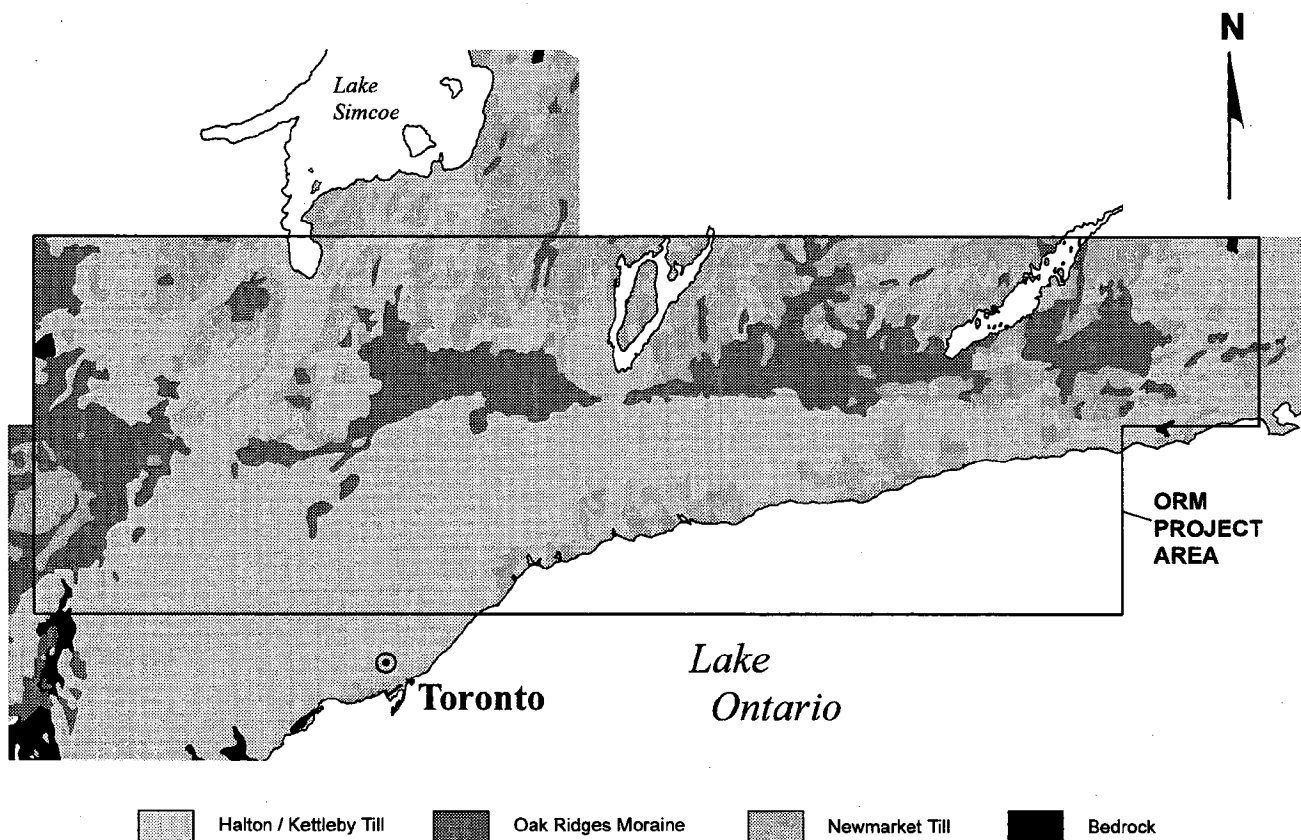 N
Lake
Simcoe
ORM
PROJECT
AREA
Lake
Ontario
Toronto
Halton / Kettleby Till
Oak Ridges Moraine
Newmarket Till
Bedrock